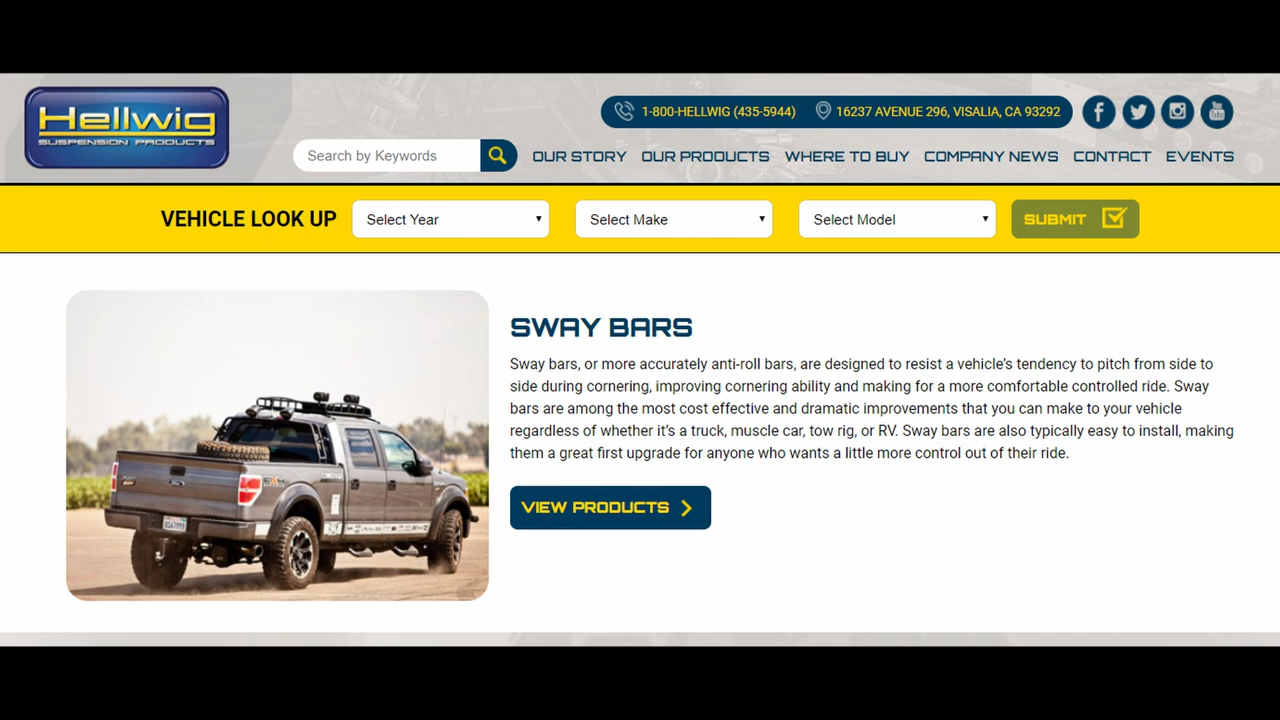 Hellwig
SUSPENSION PRODUCTS
1-800-HELLWIG (435-5944)
16237 AVENUE 296, VISALIA, CA 93292
Search by Keywords
OUR STORY
OUR PRODUCTS
WHERE TO BUY
COMPANY NEWS
CONTACT
EVENTS
VEHICLE LOOK UP
Select Year
Select Make
Select Model
SUBMIT
SWAY BARS
Sway bars, or more accurately anti-roll bars, are designed to resist a vehicle's tendency to pitch from side to
side during cornering, improving cornering ability and making for a more comfortable controlled ride. Sway
bars are among the most cost effective and dramatic improvements that you can make to your vehicle
regardless of whether it's a truck, muscle car, tow rig, or RV. Sway bars are also typically easy to install, making
them a great first upgrade for anyone who wants a little more control out of their ride.
VIEW PRODUCTS